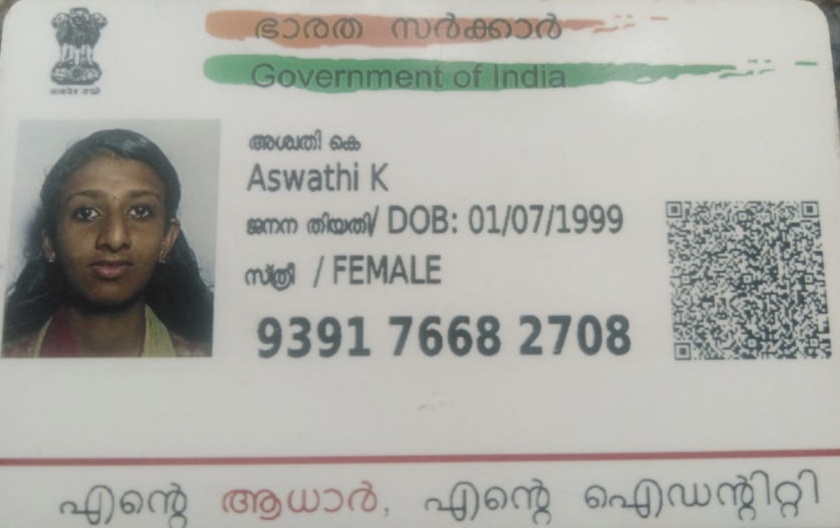 ഭാരത സർക്കാർ
Government of India
അശ്വതി കെ
Aswathi K
ജനന തിയതി/ DOB: 01/07/1999
സ്ത്രീ / FEMALE
9391 7668 2708
എന്റെ ആധാർ, എന്റെ ഐഡന്റിറ്റി